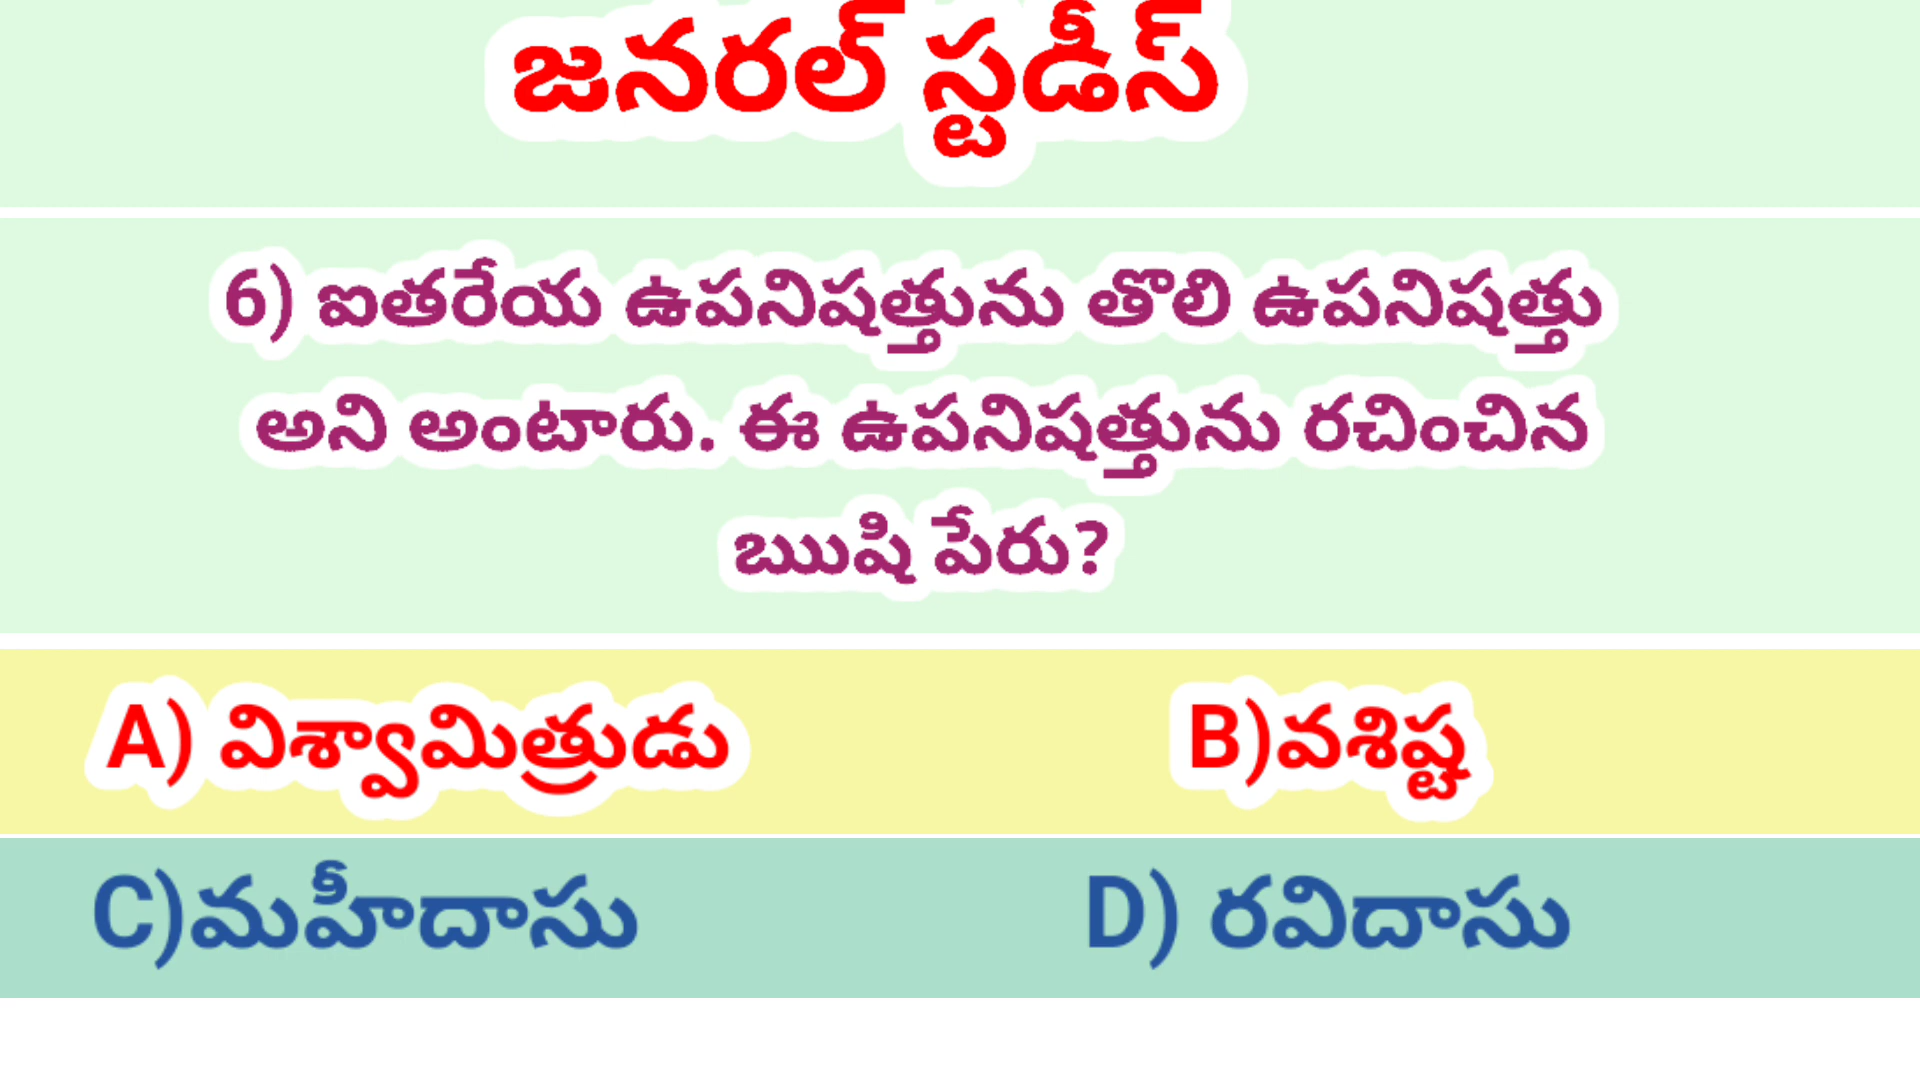 జనరల్ స్టడీస్
6) ఐతరేయ ఉపనిషత్తును తొలి ఉపనిషత్తు
అని అంటారు. ఈ ఉపనిషత్తును రచించిన
ఋషి పేరు?
A) విశ్వామిత్రుడు
B)వశిష్ట
C)మహీదాసు
D) రవిదాసు